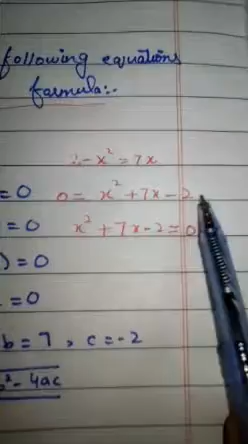 following equations
formula:-
∴ - x² = 7x
= 0  0 = x² + 7x - 2
= 0  x² + 7x - 2 = 0
) = 0
= 0
b = 7, c = -2
b² - 4ac